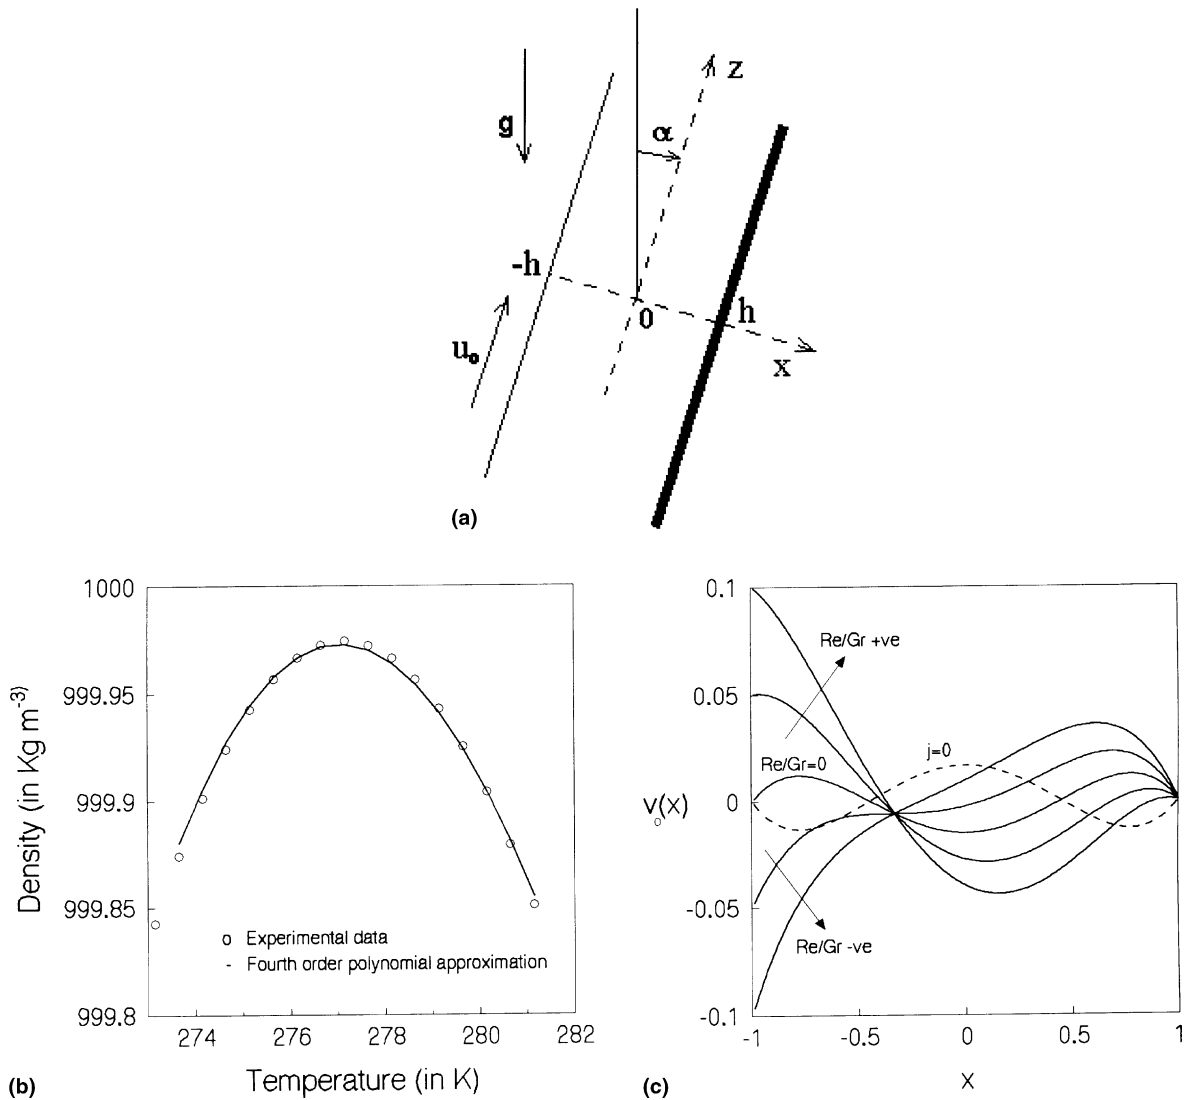 z
g
α
-h
0
h
u₀
x
(a)
1000
999.95
999.9
999.85
999.8
Density (in Kg m⁻³)
o Experimental data
- Fourth order polynomial approximation
274
276
278
280
282
Temperature (in K)
(b)
0.1
0.05
0
-0.05
-0.1
v₀(x)
Re/Gr +ve
j=0
Re/Gr=0
Re/Gr -ve
-1
-0.5
0
0.5
1
x
(c)